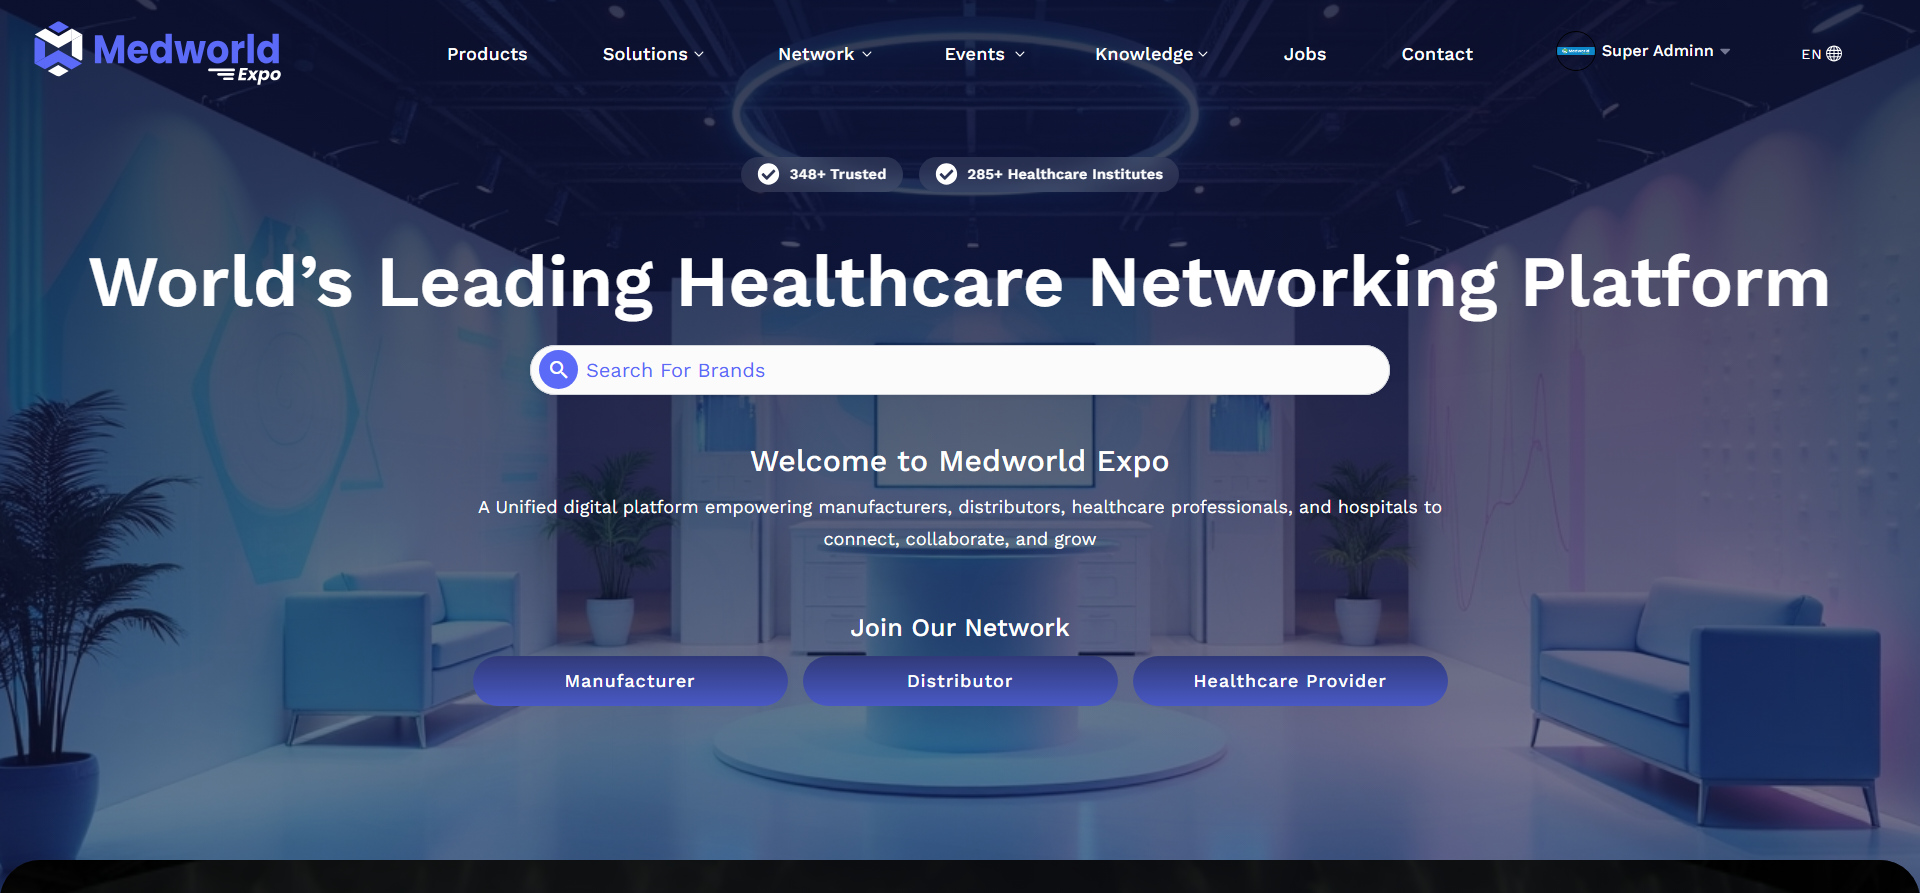 Medworld
Expo
Products
Solutions
Network
Events
Knowledge
Jobs
Contact
Medworld
Super Adminn
EN
348+ Trusted
285+ Healthcare Institutes
World’s Leading Healthcare Networking Platform
Search For Brands
Welcome to Medworld Expo
A Unified digital platform empowering manufacturers, distributors, healthcare professionals, and hospitals to
connect, collaborate, and grow
Join Our Network
Manufacturer
Distributor
Healthcare Provider